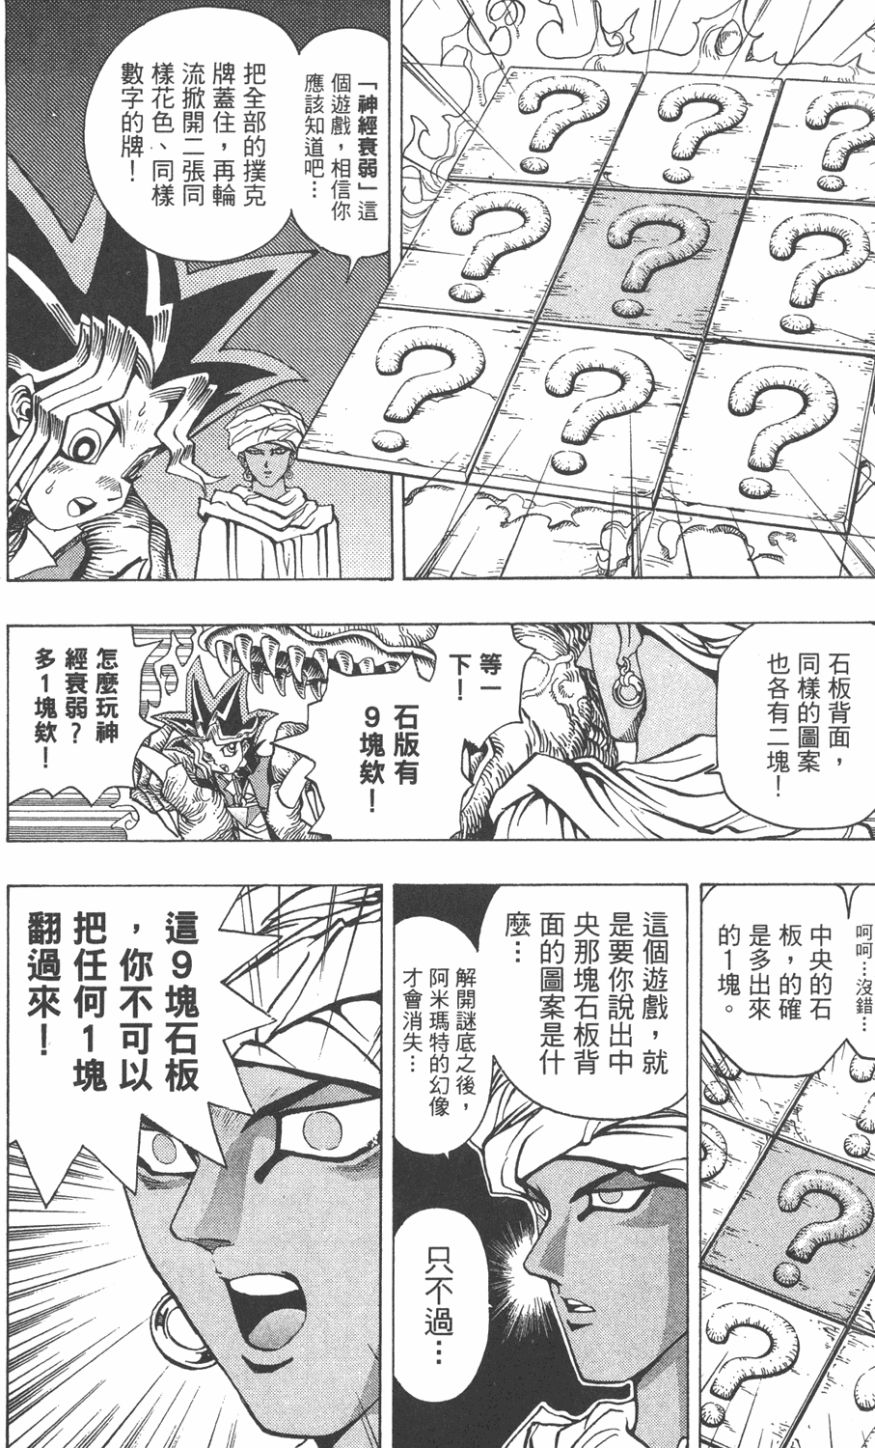 「神經衰弱」這
個遊戲，相信你
應該知道吧…
把全部的撲克
牌蓋住，再輪
流掀開二張同
樣花色、同樣
數字的牌！
?
?
?
?
?
?
?
?
?
石板背面，
同樣的圖案
也各有二塊！
等一
下！
石版有
9塊欸！
怎麼玩神
經衰弱？
多1塊欸！
呵呵…沒錯…
中央的石
板，的確
是多出來
的1塊。
?
?
這個遊戲，就
是要你說出中
央那塊石板背
面的圖案是什
麼…
解開謎底之後，
阿米瑪特的幻像
才會消失…
只不過…
這9塊石板
，你不可以
把任何1塊
翻過來！